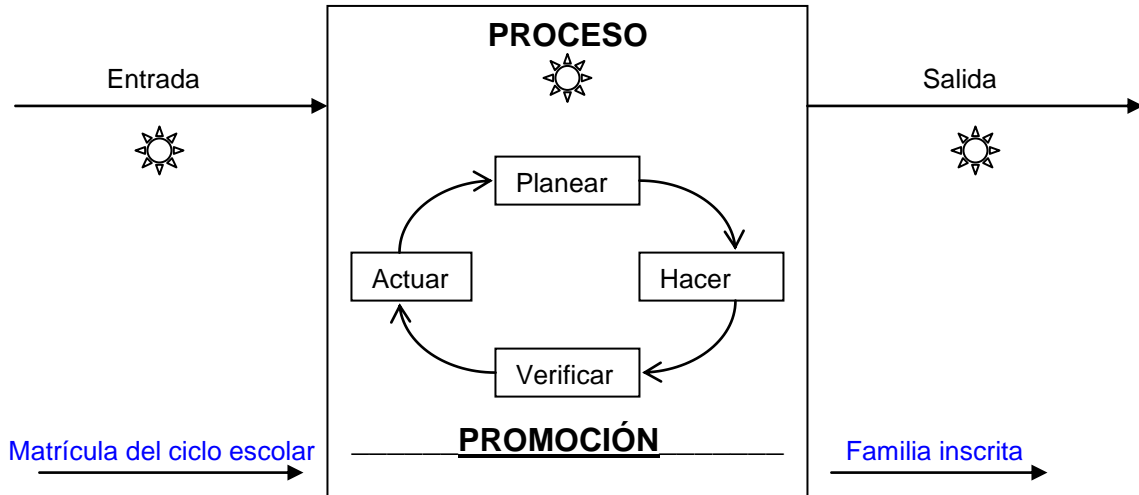 PROCESO
Entrada
Salida
Planear
Actuar
Hacer
Verificar
PROMOCIÓN
Matrícula del ciclo escolar
Familia inscrita